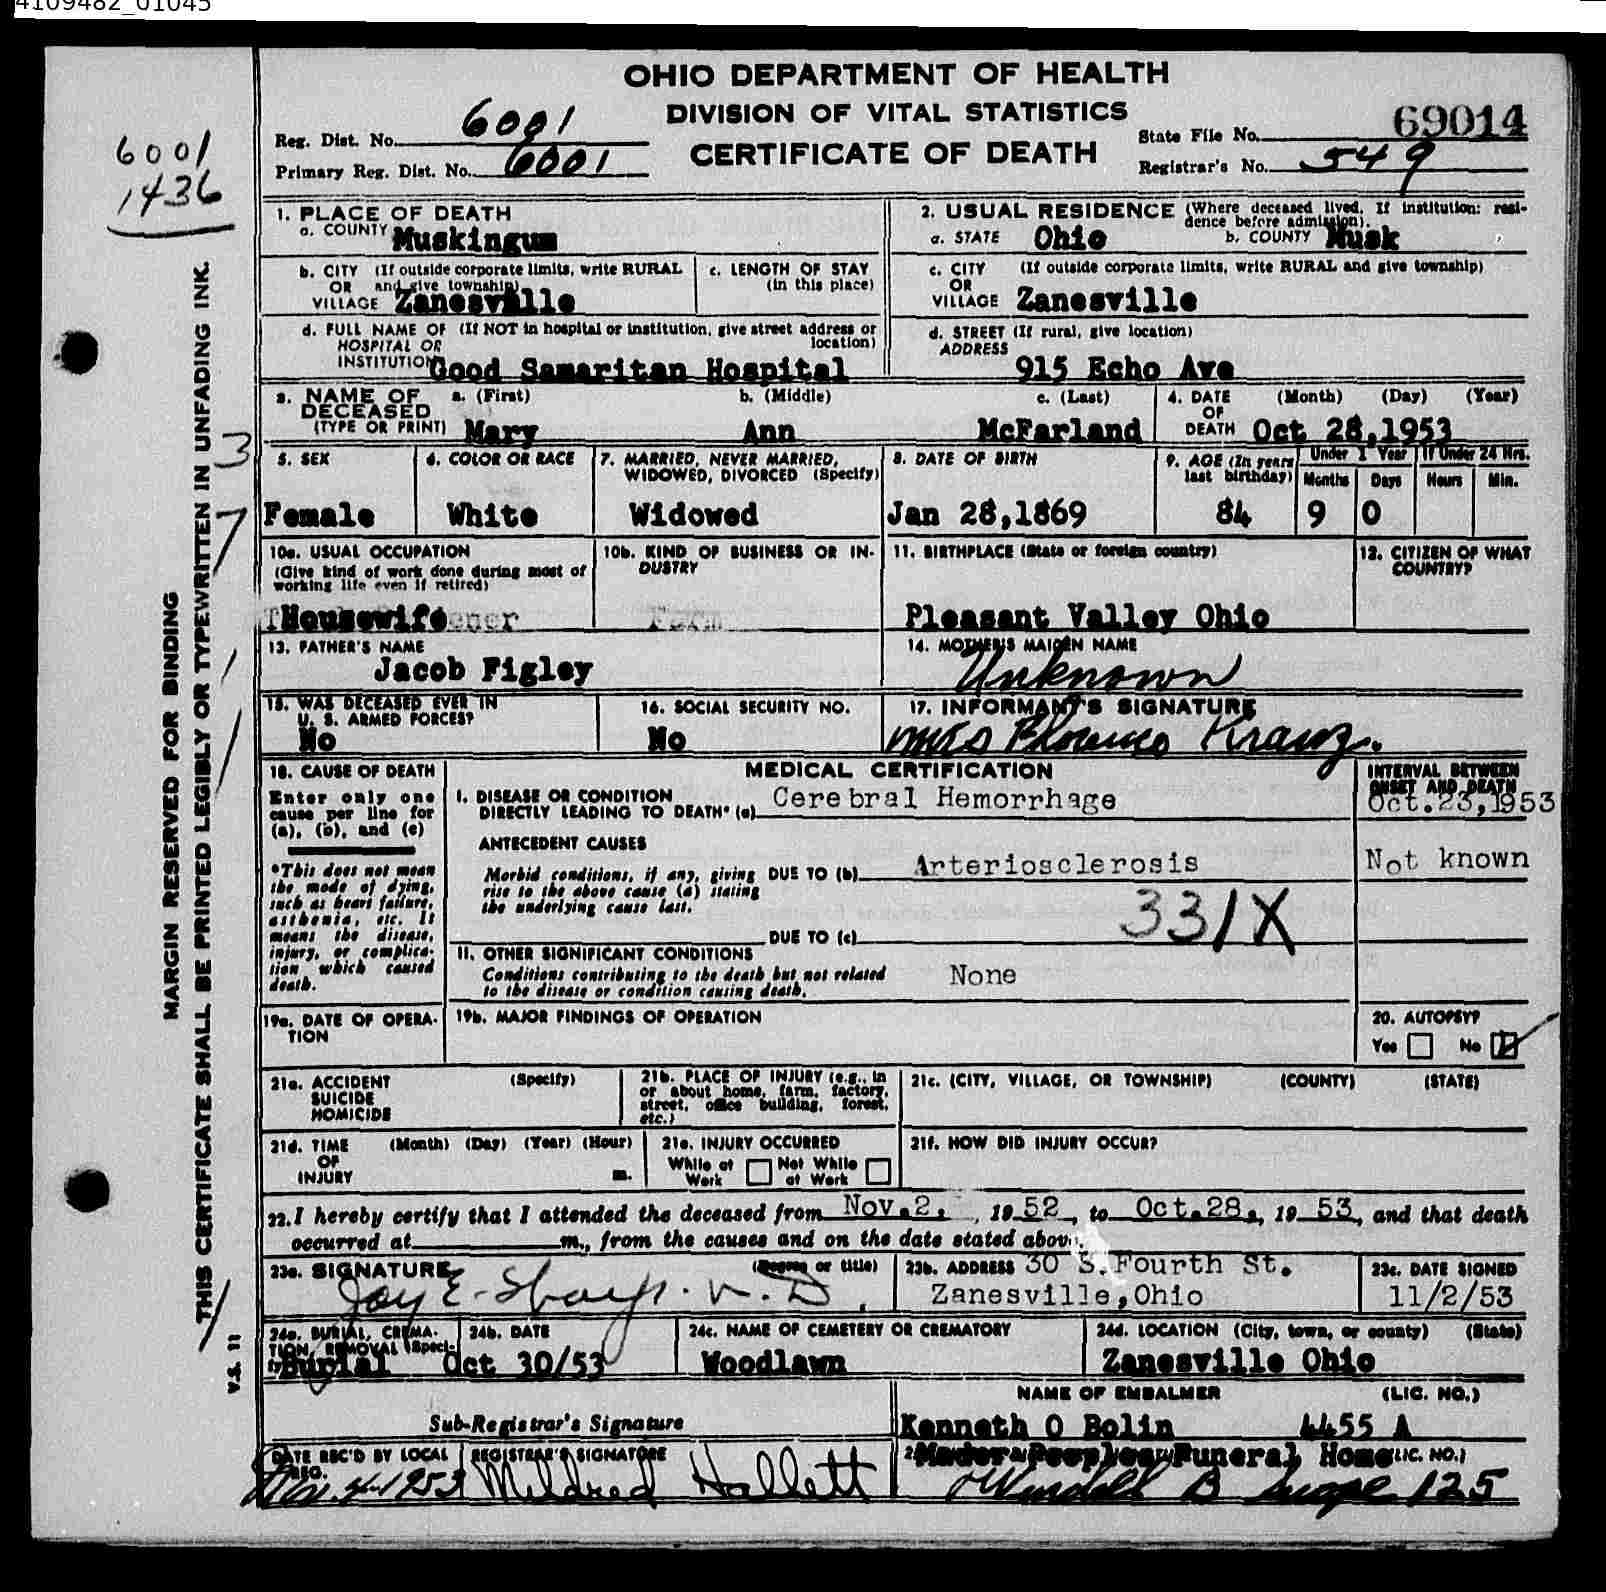 4109482_01045
OHIO DEPARTMENT OF HEALTH
DIVISION OF VITAL STATISTICS
CERTIFICATE OF DEATH
Reg. Dist. No. 6001
Primary Reg. Dist. No. 6001
State File No. 69014
Registrar's No. 549
6001
1436
MARGIN RESERVED FOR BINDING
THIS CERTIFICATE SHALL BE PRINTED LEGIBLY OR TYPEWRITTEN IN UNFADING INK.
V.S. 11
3
7
1. PLACE OF DEATH
a. COUNTY Muskingum
b. CITY (If outside corporate limits, write RURAL
OR and give township)
VILLAGE Zanesville
c. LENGTH OF STAY
(in this place)
d. FULL NAME OF (If NOT in hospital or institution, give street address or
HOSPITAL OR location)
INSTITUTION Good Samaritan Hospital
2. USUAL RESIDENCE (Where deceased lived. If institution: resi-
dence before admission).
a. STATE Ohio b. COUNTY Musk
c. CITY (If outside corporate limits, write RURAL and give township)
OR
VILLAGE Zanesville
d. STREET (If rural, give location)
ADDRESS
915 Echo Ave
3. NAME OF a. (First) b. (Middle) c. (Last)
DECEASED
(TYPE OR PRINT) Mary Ann McFarland
4. DATE (Month) (Day) (Year)
OF
DEATH Oct 28,1953
5. SEX
Female
6. COLOR OR RACE
White
7. MARRIED, NEVER MARRIED,
WIDOWED, DIVORCED (Specify)
Widowed
8. DATE OF BIRTH
Jan 28,1869
9. AGE (In years
last birthday)
84
Under 1 Year If Under 24 Hrs.
Months Days Hours Min.
9 0
10a. USUAL OCCUPATION
(Give kind of work done during most of
working life even if retired)
Housewife
10b. KIND OF BUSINESS OR IN-
DUSTRY
Farm
11. BIRTHPLACE (State or foreign country)
Pleasant Valley Ohio
12. CITIZEN OF WHAT
COUNTRY?
13. FATHER'S NAME
Jacob Figley
14. MOTHER'S MAIDEN NAME
Unknown
15. WAS DECEASED EVER IN
U. S. ARMED FORCES?
No
16. SOCIAL SECURITY NO.
No
17. INFORMANT'S SIGNATURE
Mrs Florence Kranz.
18. CAUSE OF DEATH
Enter only one
cause per line for
(a), (b), and (c)
*This does not mean
the mode of dying,
such as heart failure,
asthenia, etc. It
means the disease,
injury, or complica-
tion which caused
death.
MEDICAL CERTIFICATION
I. DISEASE OR CONDITION
DIRECTLY LEADING TO DEATH* (a) Cerebral Hemorrhage
ANTECEDENT CAUSES
Morbid conditions, if any, giving DUE TO (b) Arteriosclerosis
rise to the above cause (a) stating
the underlying cause last.
331X
DUE TO (c)
II. OTHER SIGNIFICANT CONDITIONS
Conditions contributing to the death but not related
to the disease or condition causing death.
None
INTERVAL BETWEEN
ONSET AND DEATH
Oct.23,1953
Not known
19a. DATE OF OPERA-
TION
19b. MAJOR FINDINGS OF OPERATION
20. AUTOPSY?
Yes No
21a. ACCIDENT (Specify)
SUICIDE
HOMICIDE
21b. PLACE OF INJURY (e.g., in
or about home, farm, factory,
street, office building, forest,
etc.)
21c. (CITY, VILLAGE, OR TOWNSHIP) (COUNTY) (STATE)
21d. TIME (Month) (Day) (Year) (Hour)
OF
INJURY m.
21e. INJURY OCCURRED
While at Not While
Work at Work
21f. HOW DID INJURY OCCUR?
22. I hereby certify that I attended the deceased from Nov.2, , 19 52, to Oct.28., 19 53, and that death
occurred at m., from the causes and on the date stated above.
23a. SIGNATURE (Degree or title)
Joy E. Sharp. M.D.
23b. ADDRESS 30 S.Fourth St.
Zanesville,Ohio
23c. DATE SIGNED
11/2/53
24a. BURIAL, CREMA-
TION, REMOVAL (Speci-
fy) Burial
24b. DATE
Oct 30/53
24c. NAME OF CEMETERY OR CREMATORY
Woodlawn
24d. LOCATION (City, town, or county) (State)
Zanesville Ohio
Sub-Registrar's Signature
NAME OF EMBALMER (LIC. NO.)
Kenneth O Bolin 4455 A
DATE REC'D BY LOCAL
REG.
Nov. 4-1953
REGISTRAR'S SIGNATURE
Mildred Hallett
Funeral Home (LIC. NO.)
Wendell B 125